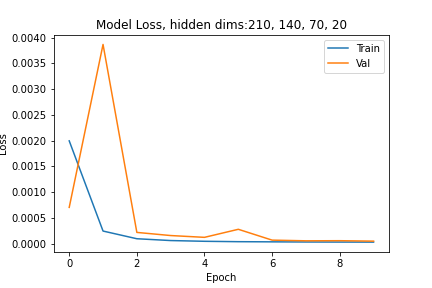 Model Loss, hidden dims:210, 140, 70, 20
Train
Val
0.0040
0.0035
0.0030
0.0025
0.0020
0.0015
0.0010
0.0005
0.0000
Loss
0 2 4 6 8
Epoch